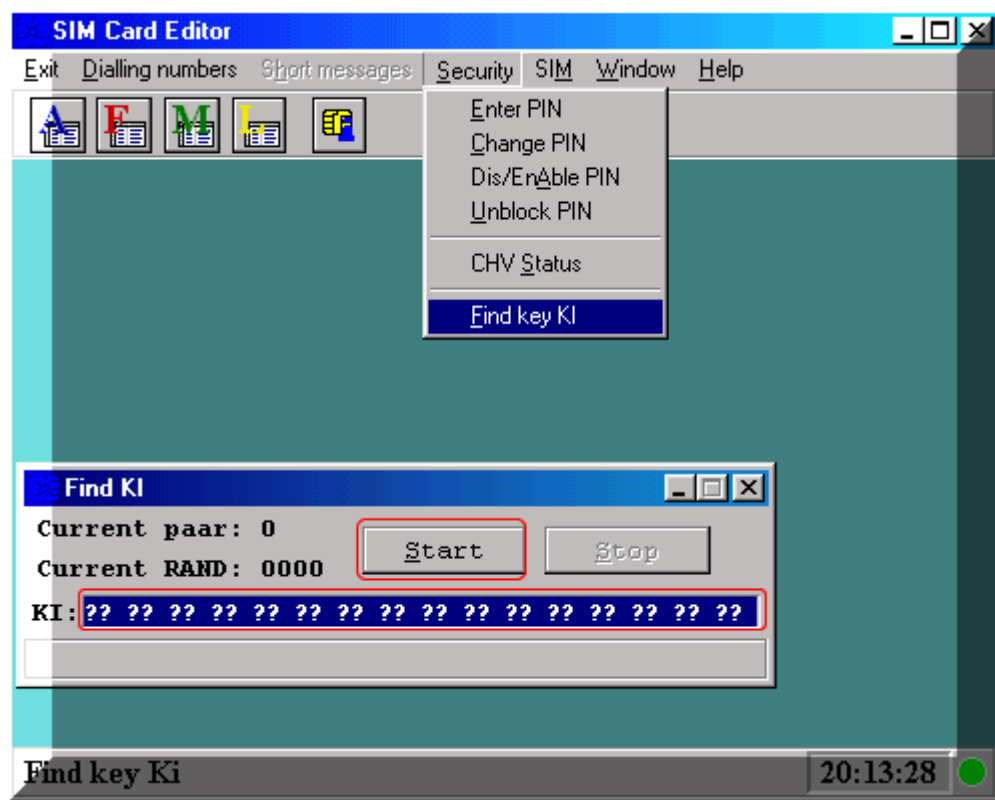 SIM Card Editor
Exit Dialling numbers Short messages Security SIM Window Help
A F M L
Enter PIN
Change PIN
Dis/EnAble PIN
Unblock PIN
CHV Status
Find key KI
Find KI
Current paar: 0
Start Stop
Current RAND: 0000
KI: ?? ?? ?? ?? ?? ?? ?? ?? ?? ?? ?? ?? ?? ?? ?? ??
Find key Ki 20:13:28